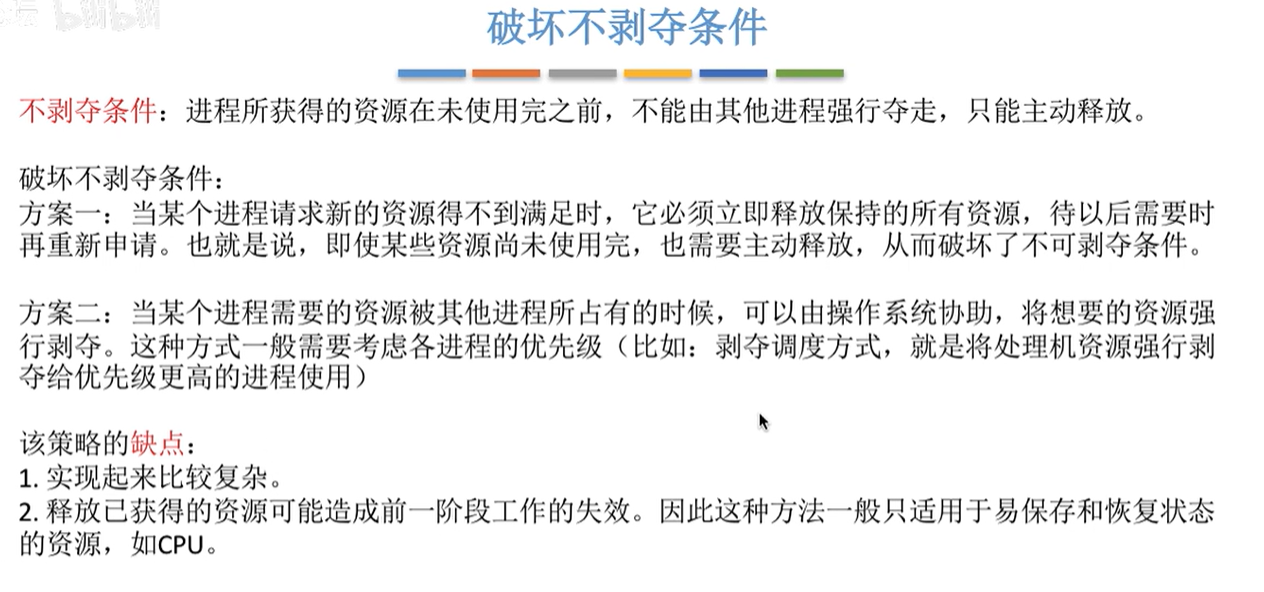 破坏不剥夺条件
不剥夺条件：进程所获得的资源在未使用完之前，不能由其他进程强行夺走，只能主动释放。
破坏不剥夺条件：
方案一：当某个进程请求新的资源得不到满足时，它必须立即释放保持的所有资源，待以后需要时
再重新申请。也就是说，即使某些资源尚未使用完，也需要主动释放，从而破坏了不可剥夺条件。
方案二：当某个进程需要的资源被其他进程所占有的时候，可以由操作系统协助，将想要的资源强
行剥夺。这种方式一般需要考虑各进程的优先级（比如：剥夺调度方式，就是将处理机资源强行剥
夺给优先级更高的进程使用）
该策略的缺点：
1. 实现起来比较复杂。
2. 释放已获得的资源可能造成前一阶段工作的失效。因此这种方法一般只适用于易保存和恢复状态
的资源，如CPU。